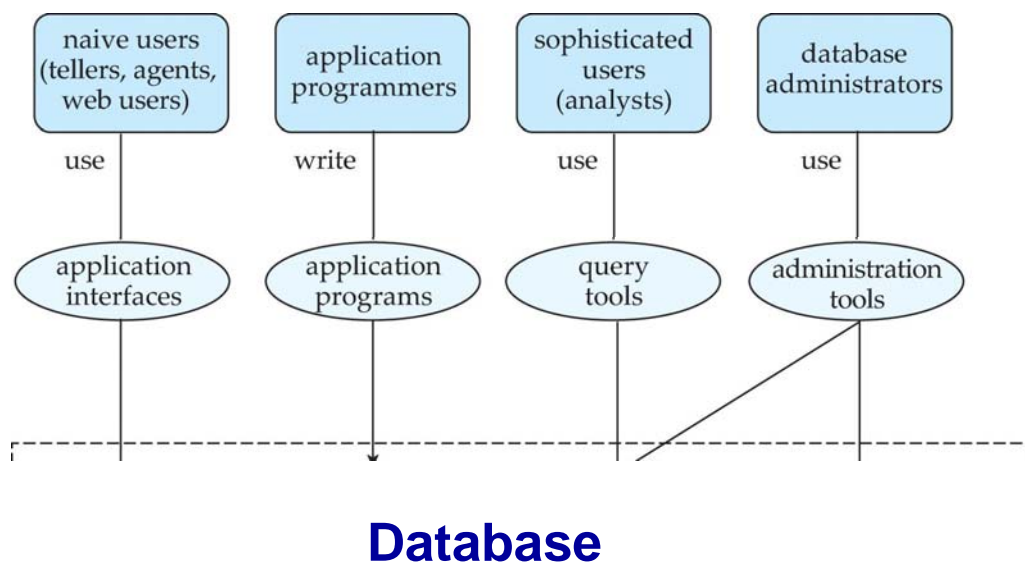 naive users
(tellers, agents,
web users)
application
programmers
sophisticated
users
(analysts)
database
administrators
use
write
use
use
application
interfaces
application
programs
query
tools
administration
tools
Database